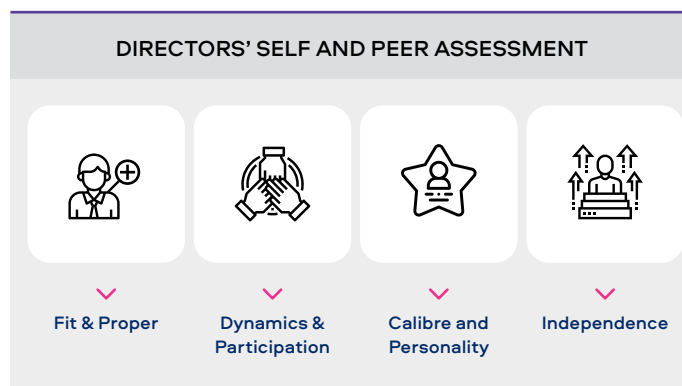 DIRECTORS’ SELF AND PEER ASSESSMENT
Fit & Proper
Dynamics &
Participation
Calibre and
Personality
Independence